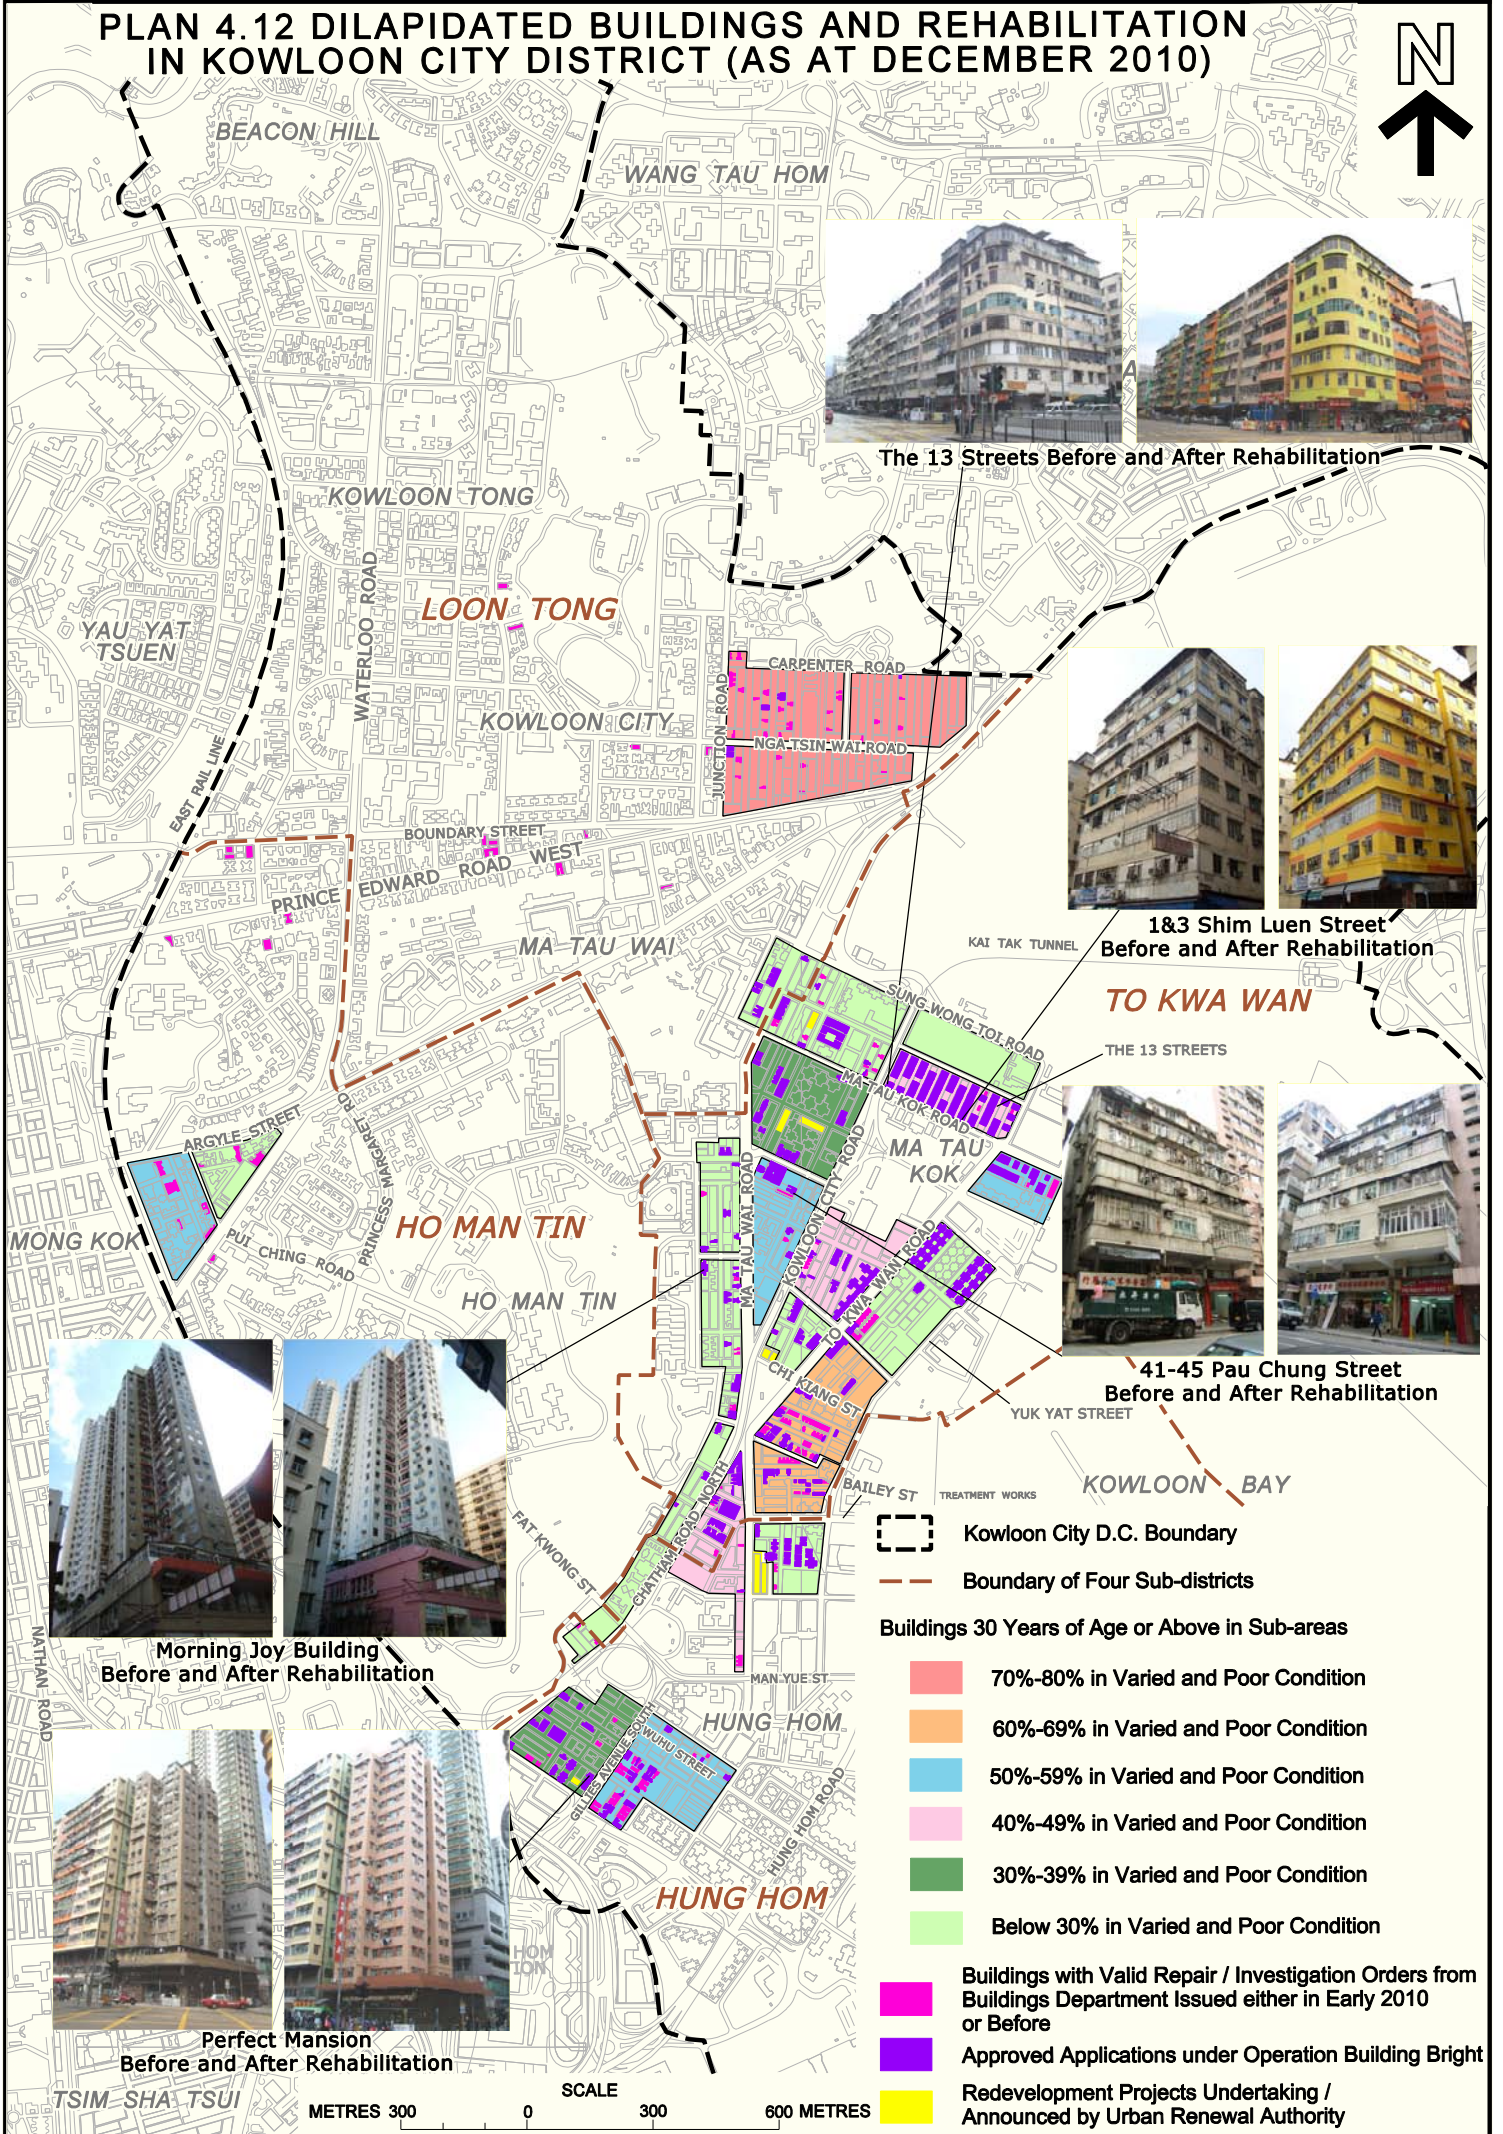 PLAN 4.12 DILAPIDATED BUILDINGS AND REHABILITATION
IN KOWLOON CITY DISTRICT (AS AT DECEMBER 2010)
N
BEACON HILL
WANG TAU HOM
The 13 Streets Before and After Rehabilitation
KOWLOON TONG
WATERLOO ROAD
LOON TONG
YAU YAT
TSUEN
CARPENTER ROAD
JUNCTION ROAD
KOWLOON CITY
NGA TSIN WAI ROAD
EAST RAIL LINE
BOUNDARY STREET
PRINCE EDWARD ROAD WEST
1&3 Shim Luen Street
Before and After Rehabilitation
MA TAU WAI
KAI TAK TUNNEL
SUNG WONG TOI ROAD
TO KWA WAN
THE 13 STREETS
MA TAU KOK ROAD
ARGYLE STREET
PRINCESS MARGARET RD
MA TAU
KOK
MONG KOK
PUI CHING ROAD
HO MAN TIN
MA TAU WAI ROAD
KOWLOON CITY ROAD
TO KWA WAN ROAD
HO MAN TIN
CHI KIANG ST
41-45 Pau Chung Street
Before and After Rehabilitation
YUK YAT STREET
KOWLOON BAY
BAILEY ST
TREATMENT WORKS
CHATHAM ROAD NORTH
FAT KWONG ST
Morning Joy Building
Before and After Rehabilitation
NATHAN ROAD
MAN YUE ST
HUNG HOM
GILLIES AVENUE SOUTH
WUHU STREET
HUNG HOM ROAD
HUNG HOM
HOM
ION
Perfect Mansion
Before and After Rehabilitation
TSIM SHA TSUI
Kowloon City D.C. Boundary
Boundary of Four Sub-districts
Buildings 30 Years of Age or Above in Sub-areas
70%-80% in Varied and Poor Condition
60%-69% in Varied and Poor Condition
50%-59% in Varied and Poor Condition
40%-49% in Varied and Poor Condition
30%-39% in Varied and Poor Condition
Below 30% in Varied and Poor Condition
Buildings with Valid Repair / Investigation Orders from
Buildings Department Issued either in Early 2010
or Before
Approved Applications under Operation Building Bright
Redevelopment Projects Undertaking /
Announced by Urban Renewal Authority
SCALE
METRES 300 0 300 600 METRES